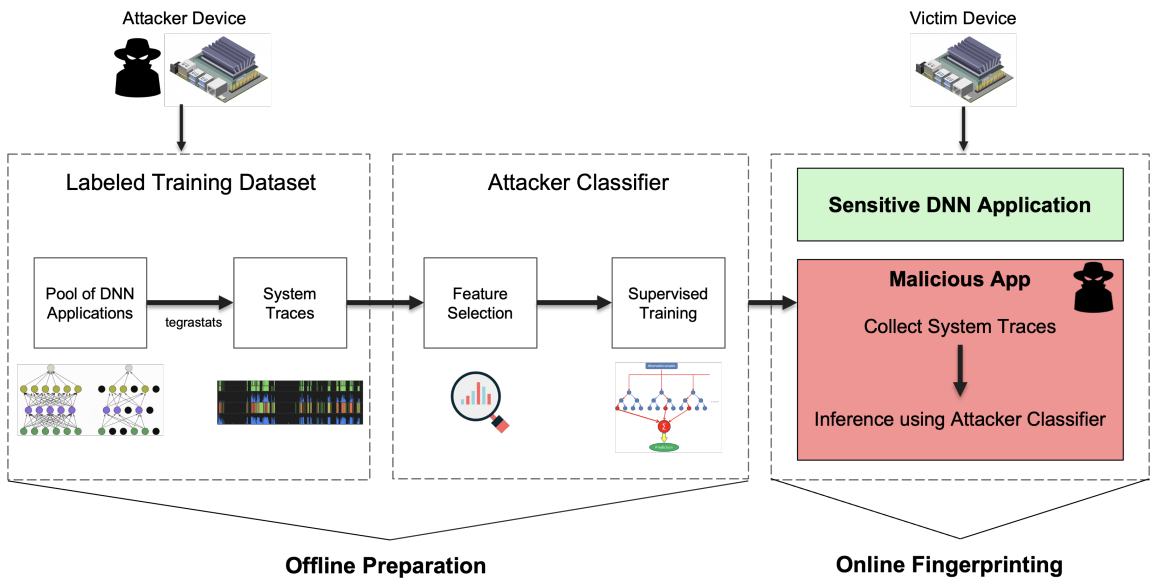 Attacker Device
Victim Device
Labeled Training Dataset
Attacker Classifier
Sensitive DNN Application
Pool of DNN
Applications
tegrastats
System
Traces
Feature
Selection
Supervised
Training
Malicious App
Collect System Traces
Inference using Attacker Classifier
Σ
Offline Preparation
Online Fingerprinting